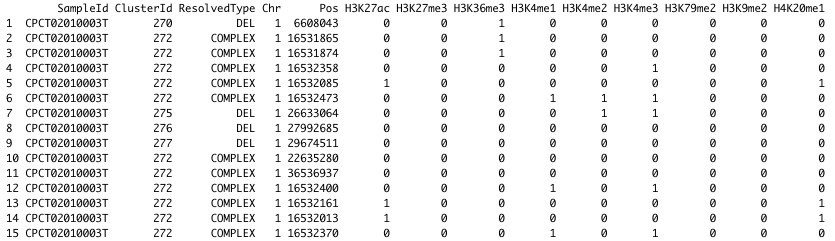 SampleId ClusterId ResolvedType Chr Pos H3K27ac H3K27me3 H3K36me3 H3K4me1 H3K4me2 H3K4me3 H3K79me2 H3K9me2 H4K20me1
1 CPCT02010003T 270 DEL 1 6608043 0 0 1 0 0 0 0 0 0
2 CPCT02010003T 272 COMPLEX 1 16531865 0 0 1 0 0 0 0 0 0
3 CPCT02010003T 272 COMPLEX 1 16531874 0 0 1 0 0 0 0 0 0
4 CPCT02010003T 272 COMPLEX 1 16532358 0 0 0 0 0 1 0 0 0
5 CPCT02010003T 272 COMPLEX 1 16532085 1 0 0 0 0 0 0 0 1
6 CPCT02010003T 272 COMPLEX 1 16532473 0 0 0 1 1 1 0 0 0
7 CPCT02010003T 275 DEL 1 26633064 0 0 0 0 1 1 0 0 0
8 CPCT02010003T 276 DEL 1 27992685 0 0 0 0 0 0 0 0 0
9 CPCT02010003T 277 DEL 1 29674511 0 0 0 0 0 0 0 0 0
10 CPCT02010003T 272 COMPLEX 1 22635280 0 0 0 0 0 0 0 0 0
11 CPCT02010003T 272 COMPLEX 1 36536937 0 0 0 0 0 0 0 0 0
12 CPCT02010003T 272 COMPLEX 1 16532400 0 0 0 1 0 1 0 0 0
13 CPCT02010003T 272 COMPLEX 1 16532161 1 0 0 0 0 0 0 0 1
14 CPCT02010003T 272 COMPLEX 1 16532013 1 0 0 0 0 0 0 0 1
15 CPCT02010003T 272 COMPLEX 1 16532370 0 0 0 1 0 1 0 0 0